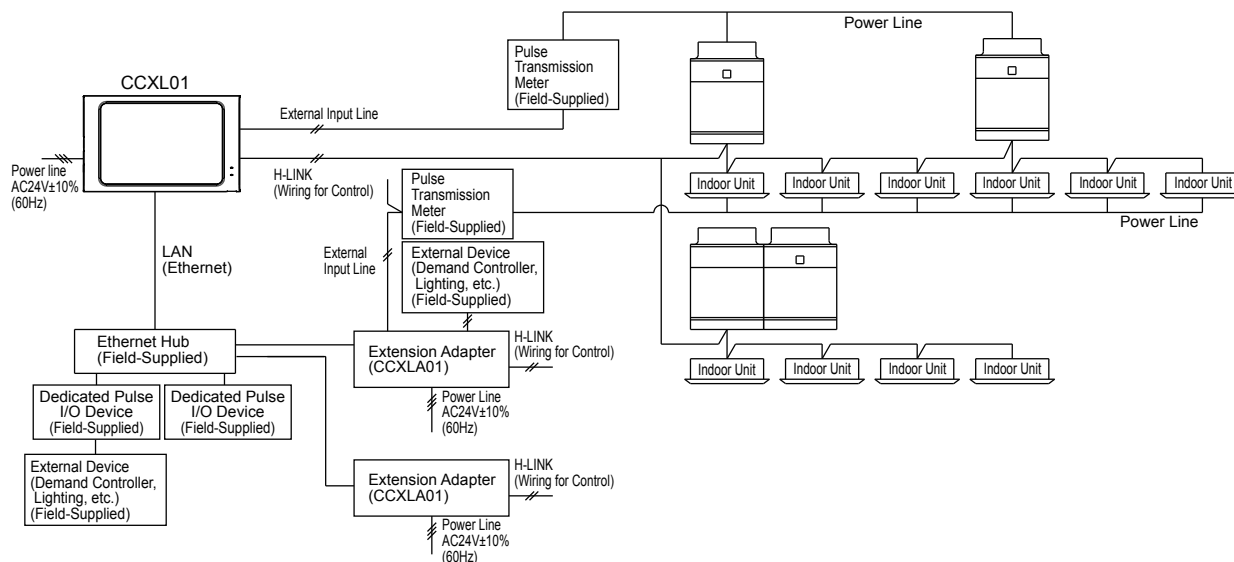 Power Line
Pulse
Transmission
Meter
(Field-Supplied)
CCXL01
External Input Line
Power line
AC24V±10%
(60Hz)
H-LINK
(Wiring for Control)
Pulse
Transmission
Meter
(Field-Supplied)
Indoor Unit
Indoor Unit
Indoor Unit
Indoor Unit
Indoor Unit
Indoor Unit
Power Line
LAN
(Ethernet)
External
Input Line
External Device
(Demand Controller,
Lighting, etc.)
(Field-Supplied)
Ethernet Hub
(Field-Supplied)
Extension Adapter
(CCXLA01)
H-LINK
(Wiring for Control)
Indoor Unit
Indoor Unit
Indoor Unit
Indoor Unit
Dedicated Pulse
I/O Device
(Field-Supplied)
Dedicated Pulse
I/O Device
(Field-Supplied)
Power Line
AC24V±10%
(60Hz)
External Device
(Demand Controller,
Lighting, etc.)
(Field-Supplied)
Extension Adapter
(CCXLA01)
H-LINK
(Wiring for Control)
Power Line
AC24V±10%
(60Hz)